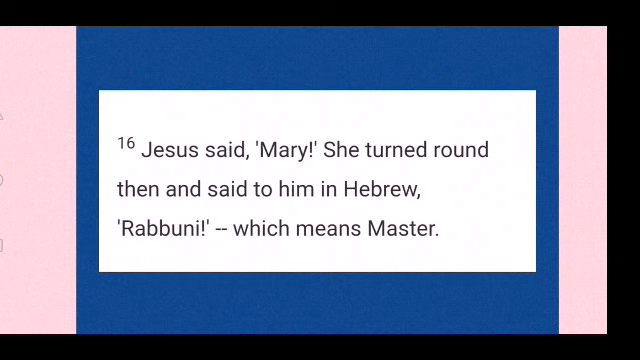 16 Jesus said, 'Mary!' She turned round
then and said to him in Hebrew,
'Rabbuni!' -- which means Master.